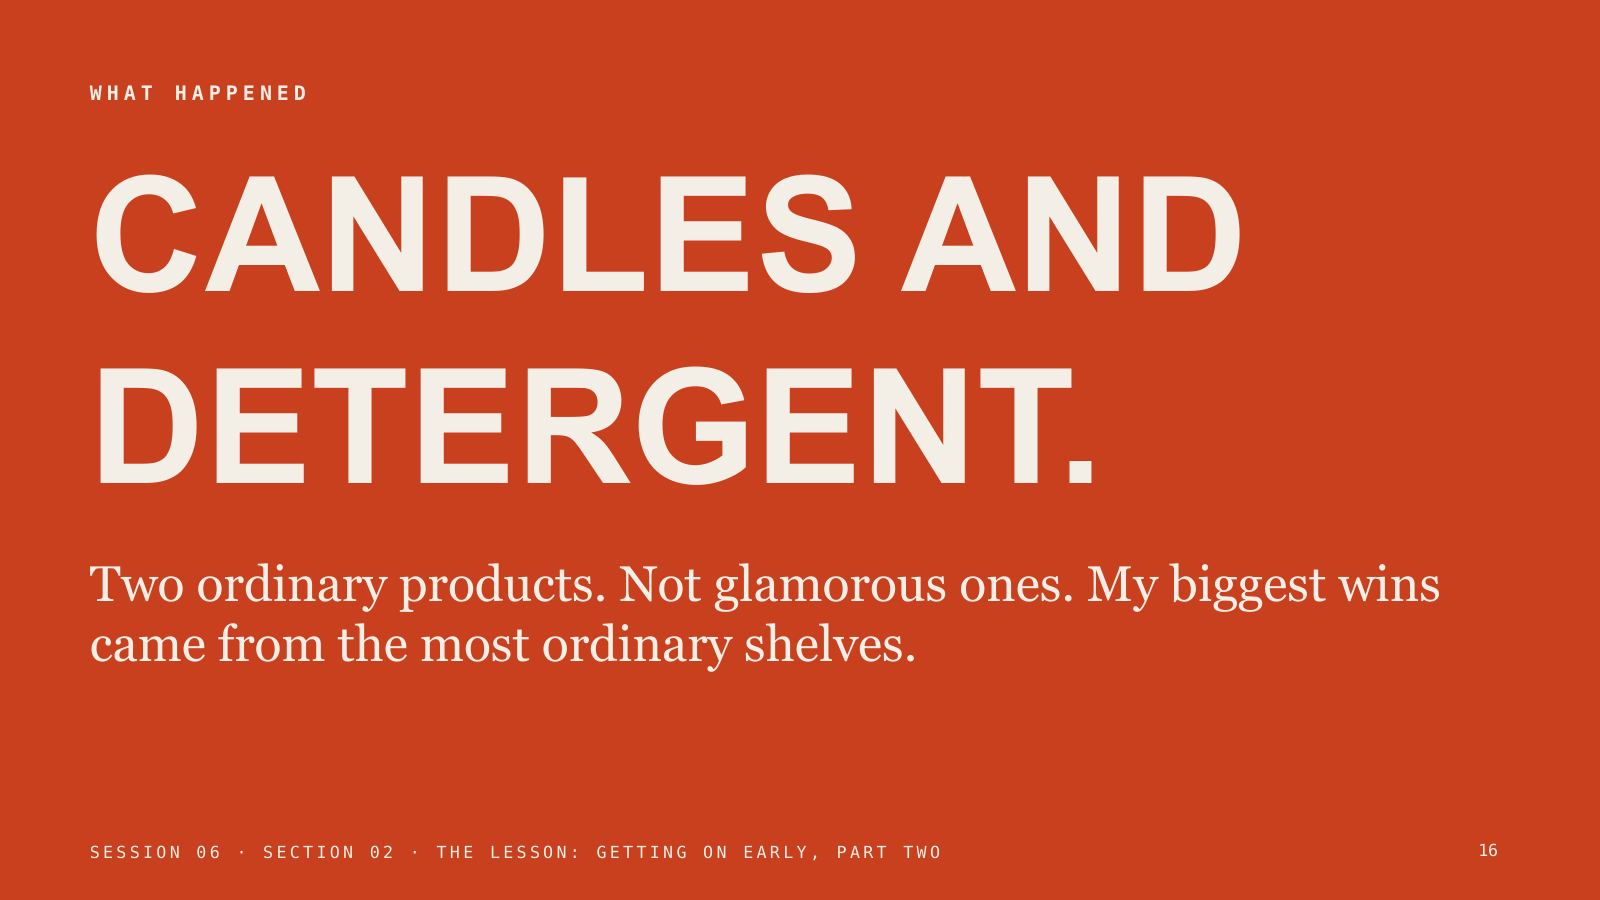 WHAT HAPPENED
CANDLES AND
DETERGENT.
Two ordinary products. Not glamorous ones. My biggest wins
came from the most ordinary shelves.
SESSION 06 · SECTION 02 · THE LESSON: GETTING ON EARLY, PART TWO
16